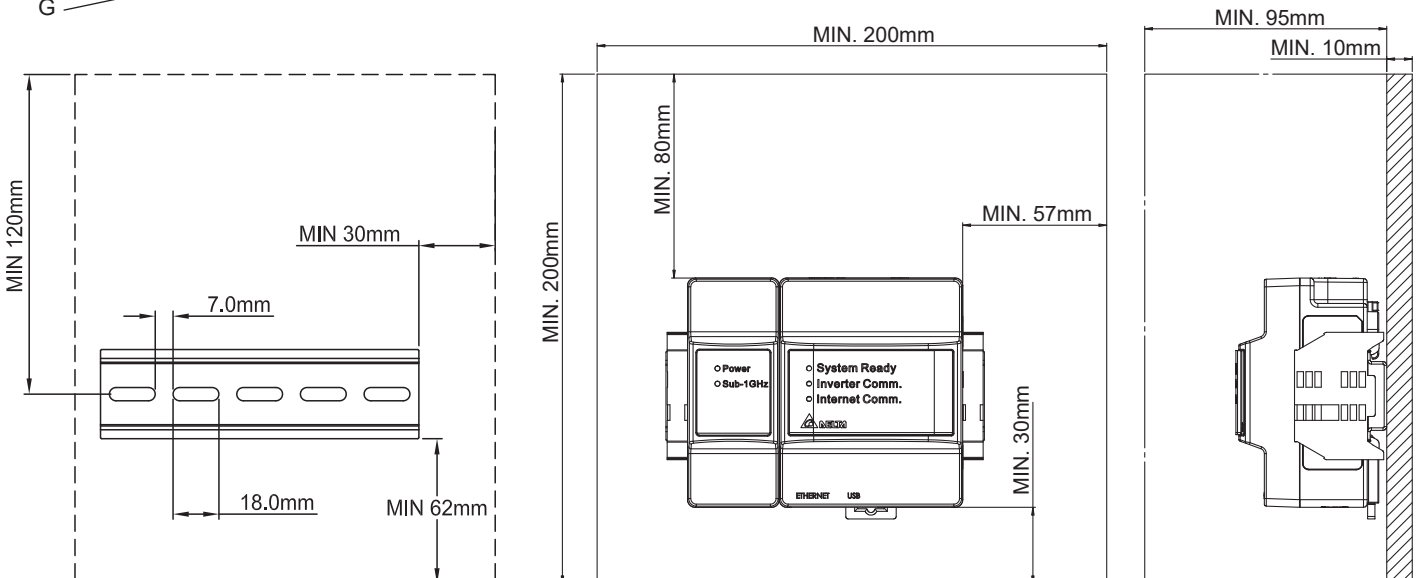 G
MIN 120mm
MIN 30mm
7.0mm
18.0mm
MIN 62mm
MIN. 200mm
MIN. 200mm
MIN. 80mm
MIN. 57mm
Power
Sub-1GHz
System Ready
Inverter Comm.
Internet Comm.
DELTA
ETHERNET USB
MIN. 30mm
MIN. 95mm
MIN. 10mm